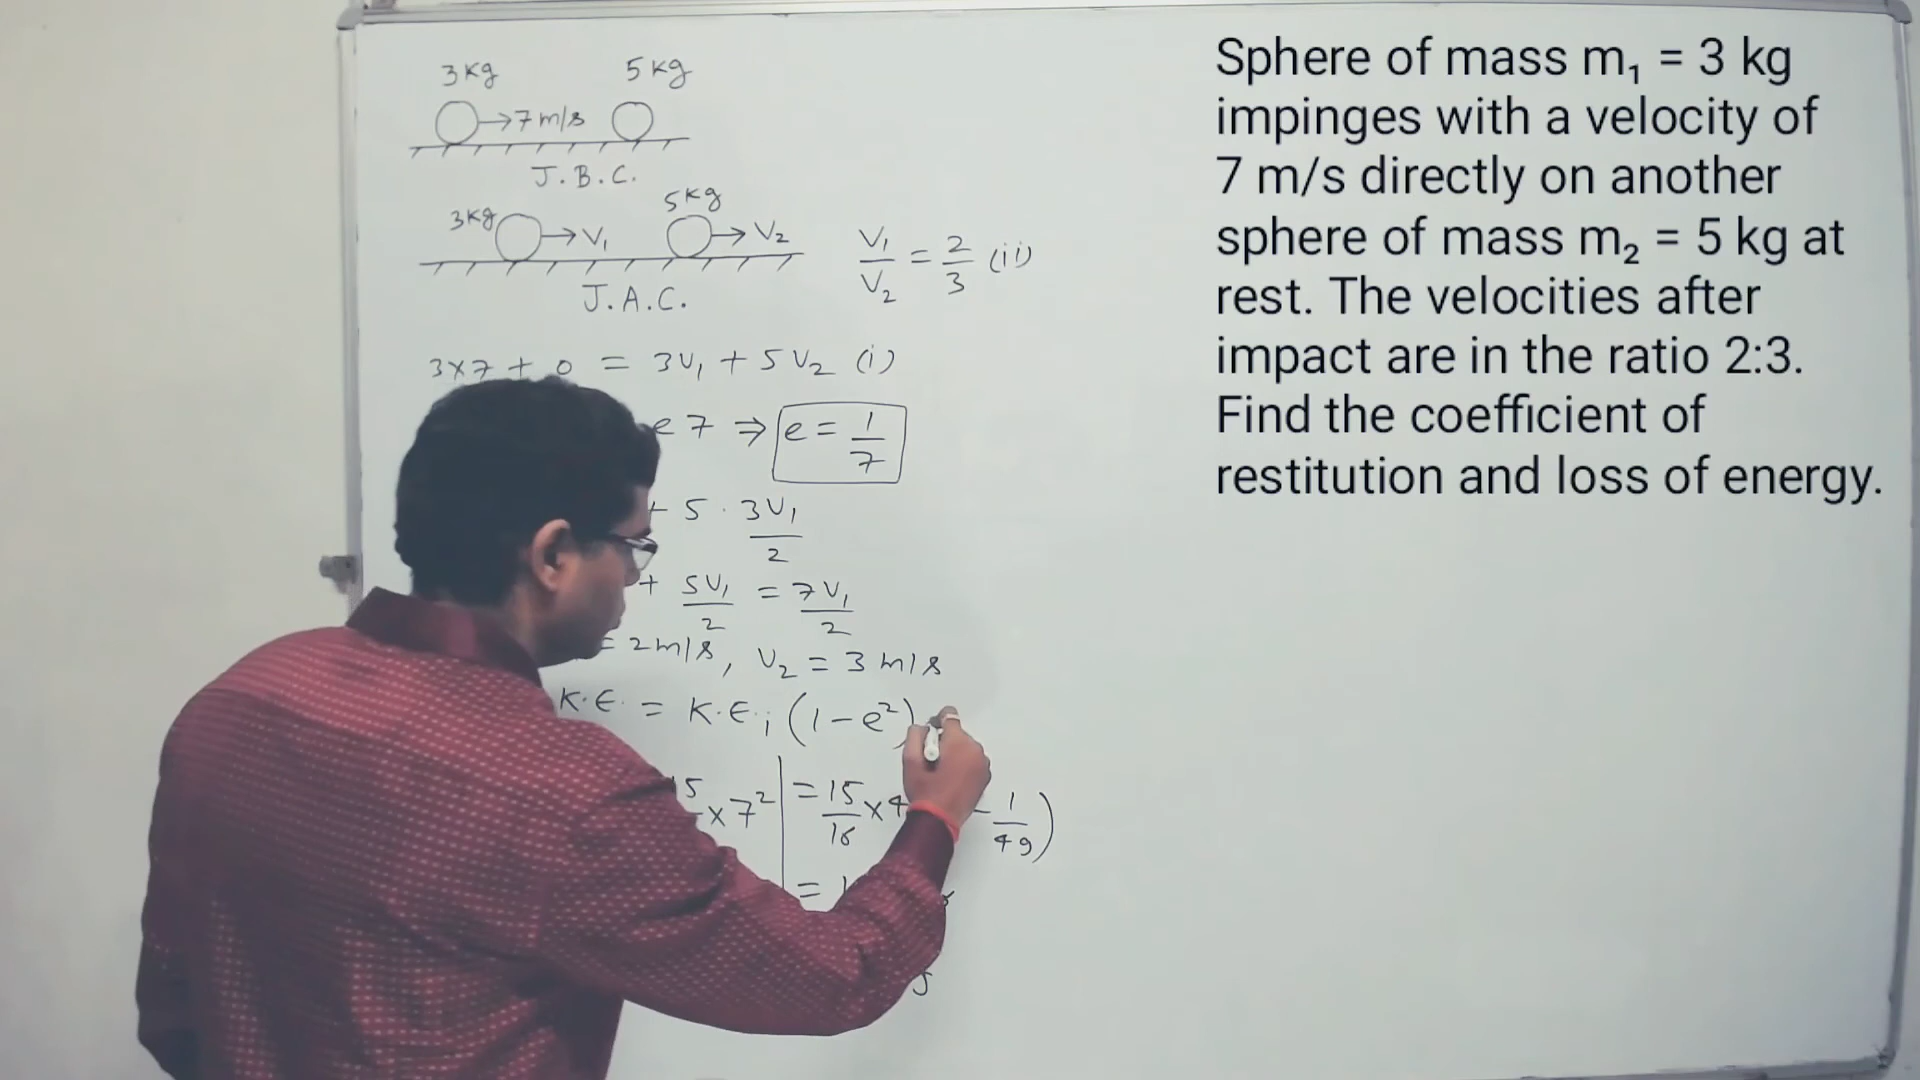 3kg 5kg
→7 m/s
J.B.C.
3kg →V₁ 5kg →V₂
J.A.C.
V₁/V₂ = 2/3 (ii)
3×7 + 0 = 3V₁ + 5V₂ (i)
e7 ⇒ e = 1/7
+ 5 · 3V₁/2
+ 5V₁/2 = 7V₁/2
= 2 m/s, V₂ = 3 m/s
K.E. = K.E.ᵢ (1 - e²)
×7² = 15/16 × - 1/49)
=
J
Sphere of mass m₁ = 3 kg
impinges with a velocity of
7 m/s directly on another
sphere of mass m₂ = 5 kg at
rest. The velocities after
impact are in the ratio 2:3.
Find the coefficient of
restitution and loss of energy.